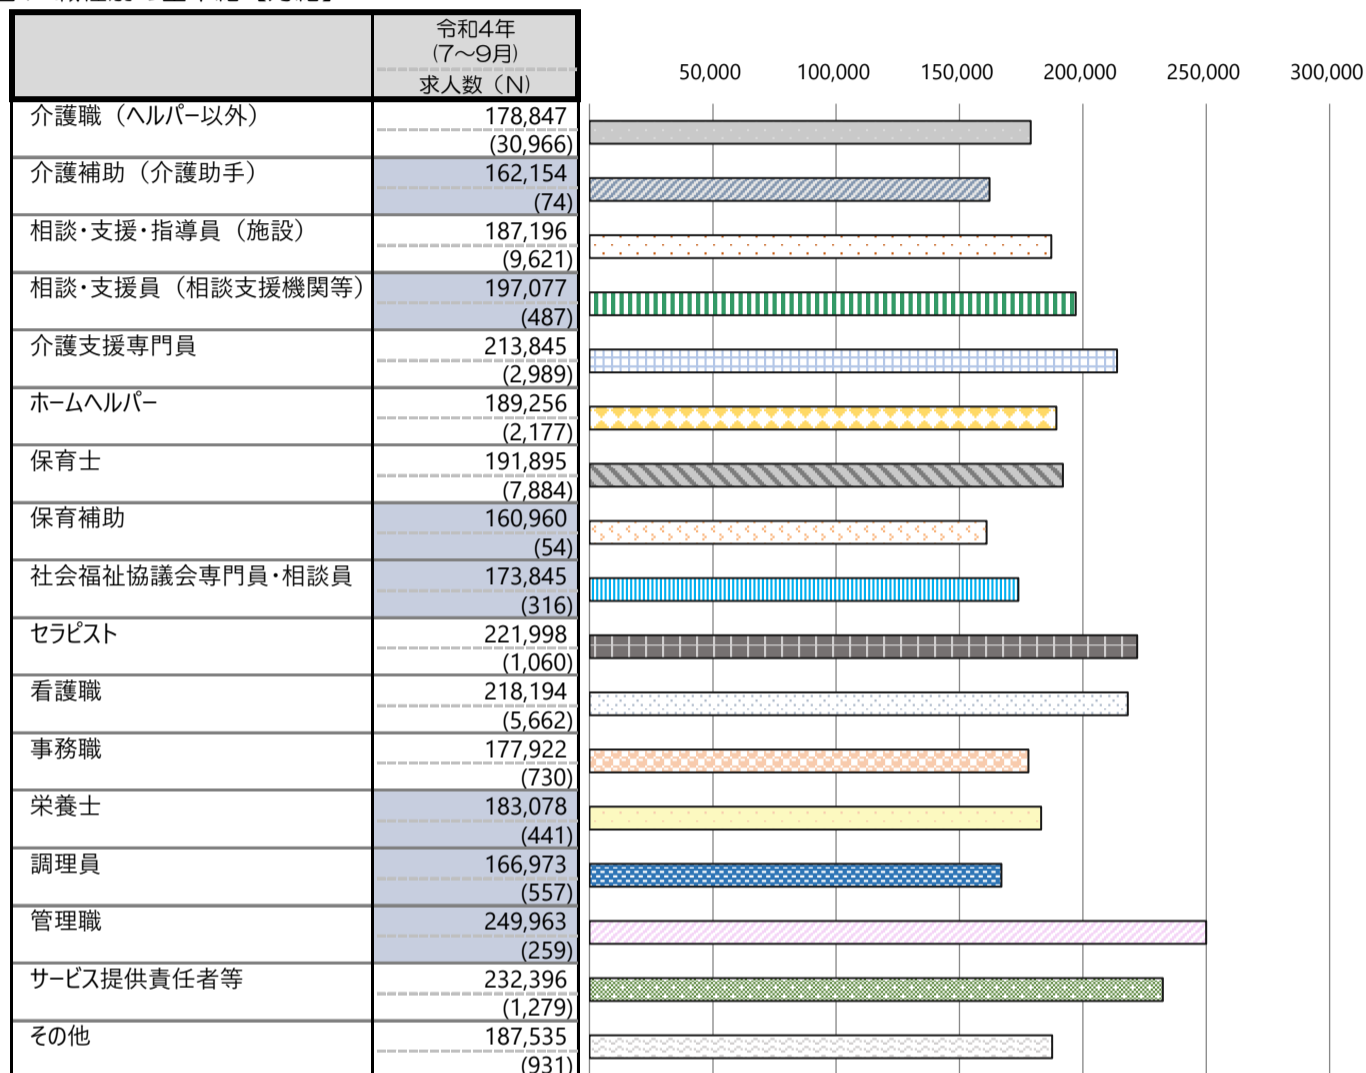 令和4年
(7～9月)
求人数（N）
50,000 100,000 150,000 200,000 250,000 300,000
介護職（ヘルパー以外） 178,847
(30,966)
介護補助（介護助手） 162,154
(74)
相談・支援・指導員（施設） 187,196
(9,621)
相談・支援員（相談支援機関等） 197,077
(487)
介護支援専門員 213,845
(2,989)
ホームヘルパー 189,256
(2,177)
保育士 191,895
(7,884)
保育補助 160,960
(54)
社会福祉協議会専門員・相談員 173,845
(316)
セラピスト 221,998
(1,060)
看護職 218,194
(5,662)
事務職 177,922
(730)
栄養士 183,078
(441)
調理員 166,973
(557)
管理職 249,963
(259)
サービス提供責任者等 232,396
(1,279)
その他 187,535
(931)